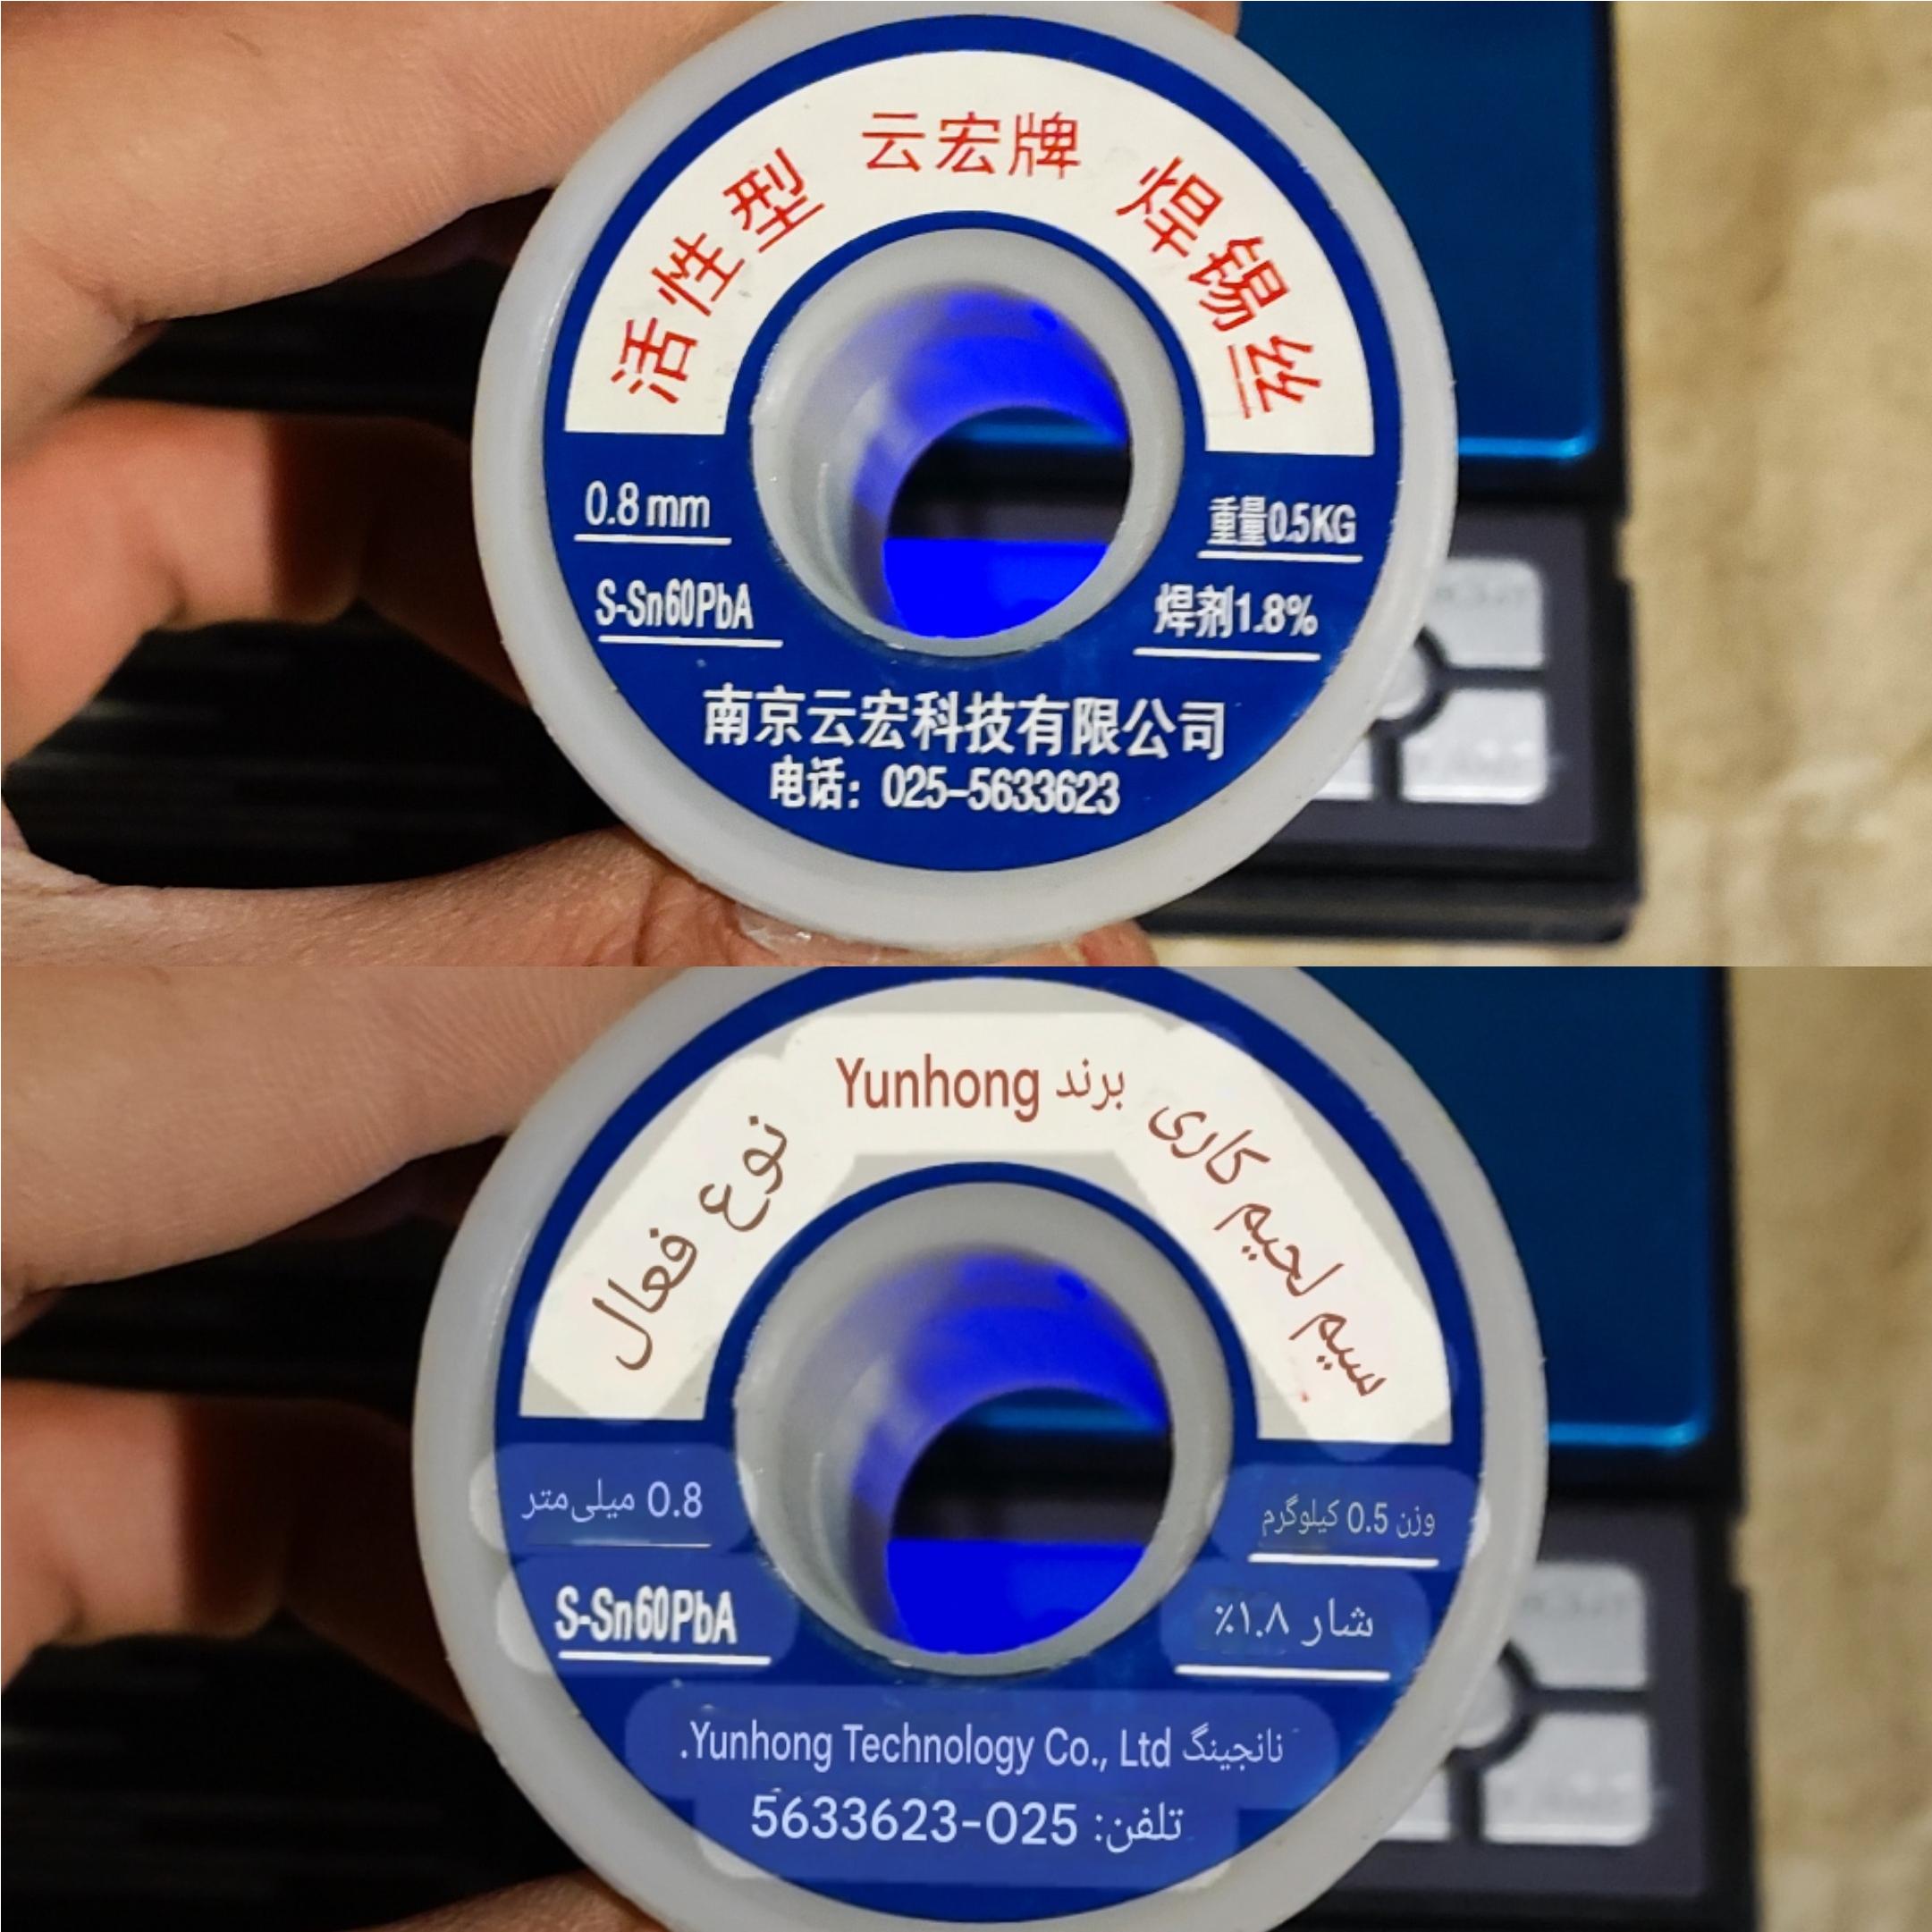 活性型 云宏牌 焊锡丝
0.8mm 重量0.5KG
S-Sn60PbA 焊剂1.8%
南京云宏科技有限公司
电话：025-5633623
نوع فعال برند Yunhong سیم لحیم کاری
0.8 میلی‌متر وزن 0.5 کیلوگرم
S-Sn60PbA شار ۱.۸٪
نانجینگ Yunhong Technology Co., Ltd.
تلفن: 025-5633623